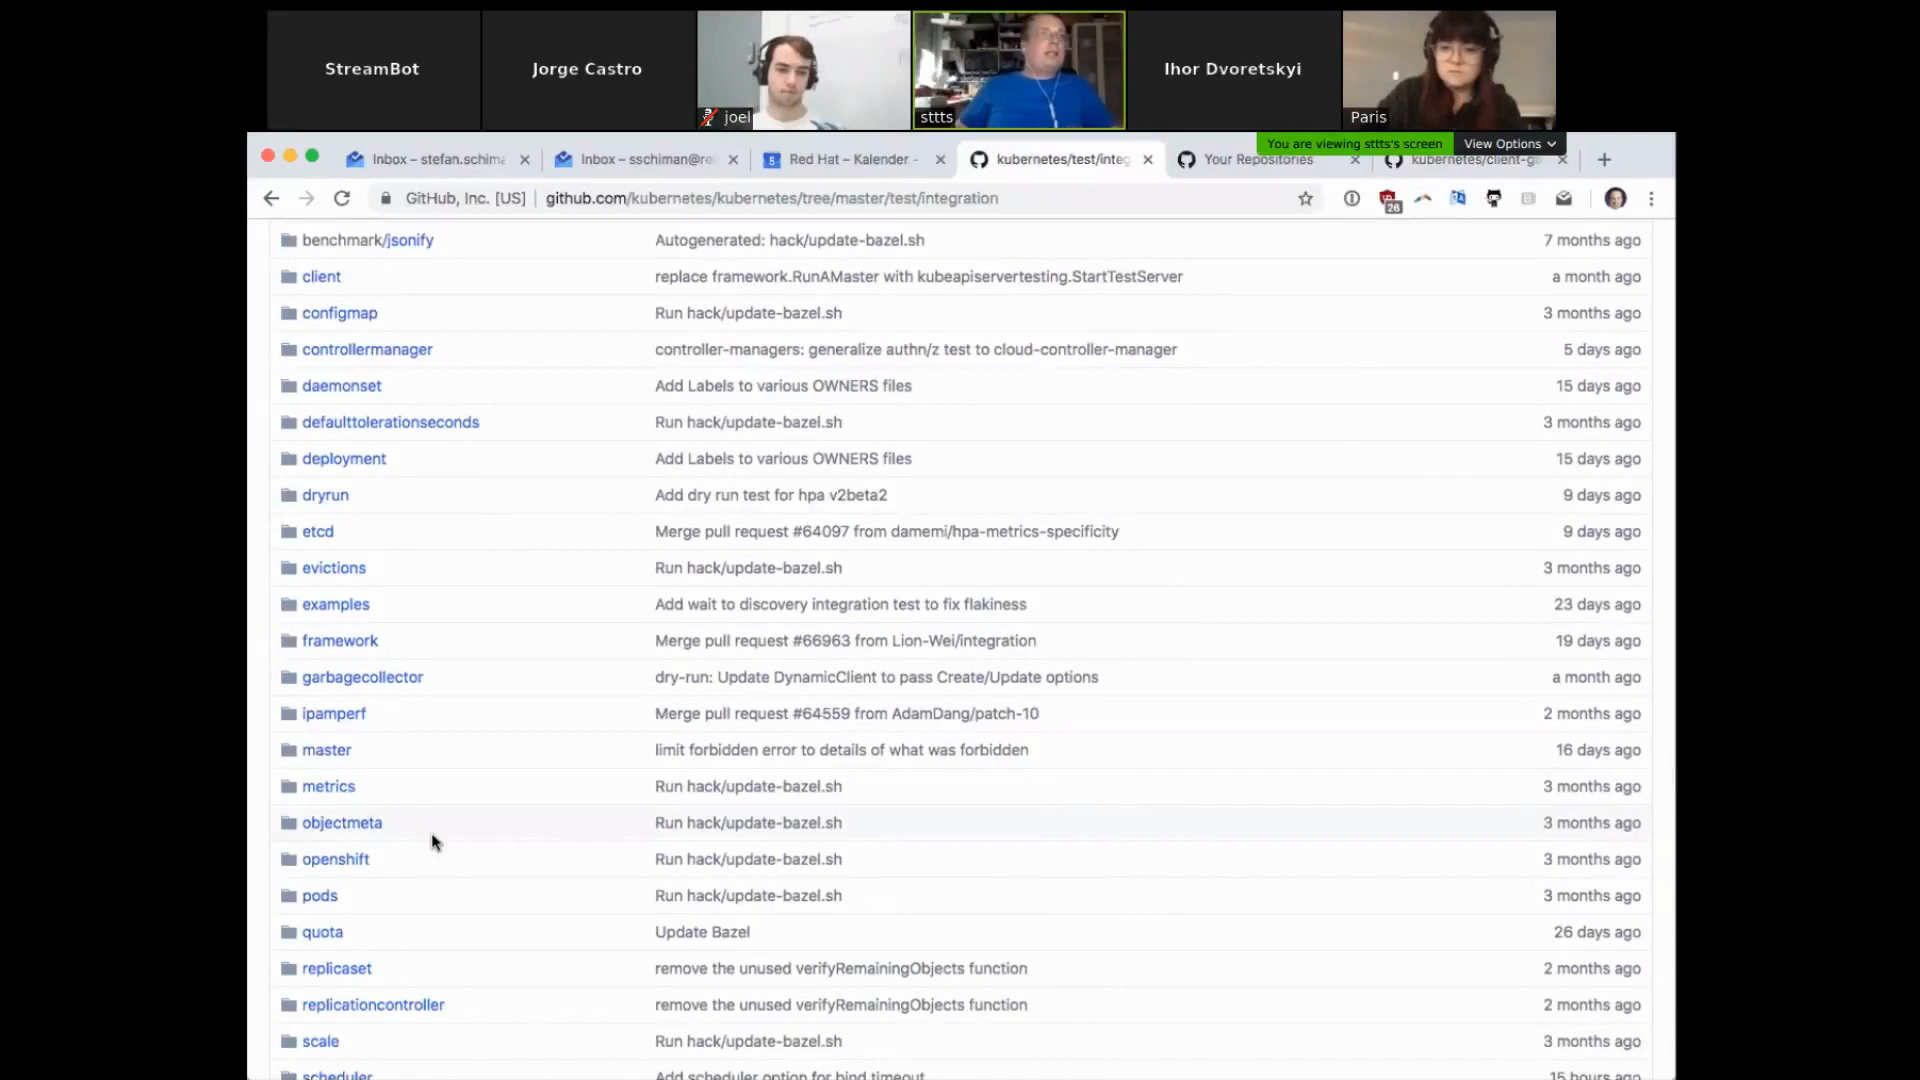 StreamBot
Jorge Castro
joel
sttts
Ihor Dvoretskyi
Paris
You are viewing sttts's screen
View Options
Inbox – stefan.schima
Inbox – sschiman@re
Red Hat – Kalender -
kubernetes/test/integ
Your Repositories
kubernetes/client-g
GitHub, Inc. [US]
github.com/kubernetes/kubernetes/tree/master/test/integration
26
benchmark/jsonify Autogenerated: hack/update-bazel.sh 7 months ago
client replace framework.RunAMaster with kubeapiservertesting.StartTestServer a month ago
configmap Run hack/update-bazel.sh 3 months ago
controllermanager controller-managers: generalize authn/z test to cloud-controller-manager 5 days ago
daemonset Add Labels to various OWNERS files 15 days ago
defaulttolerationseconds Run hack/update-bazel.sh 3 months ago
deployment Add Labels to various OWNERS files 15 days ago
dryrun Add dry run test for hpa v2beta2 9 days ago
etcd Merge pull request #64097 from damemi/hpa-metrics-specificity 9 days ago
evictions Run hack/update-bazel.sh 3 months ago
examples Add wait to discovery integration test to fix flakiness 23 days ago
framework Merge pull request #66963 from Lion-Wei/integration 19 days ago
garbagecollector dry-run: Update DynamicClient to pass Create/Update options a month ago
ipamperf Merge pull request #64559 from AdamDang/patch-10 2 months ago
master limit forbidden error to details of what was forbidden 16 days ago
metrics Run hack/update-bazel.sh 3 months ago
objectmeta Run hack/update-bazel.sh 3 months ago
openshift Run hack/update-bazel.sh 3 months ago
pods Run hack/update-bazel.sh 3 months ago
quota Update Bazel 26 days ago
replicaset remove the unused verifyRemainingObjects function 2 months ago
replicationcontroller remove the unused verifyRemainingObjects function 2 months ago
scale Run hack/update-bazel.sh 3 months ago
scheduler Add scheduler option for bind timeout 15 hours ago